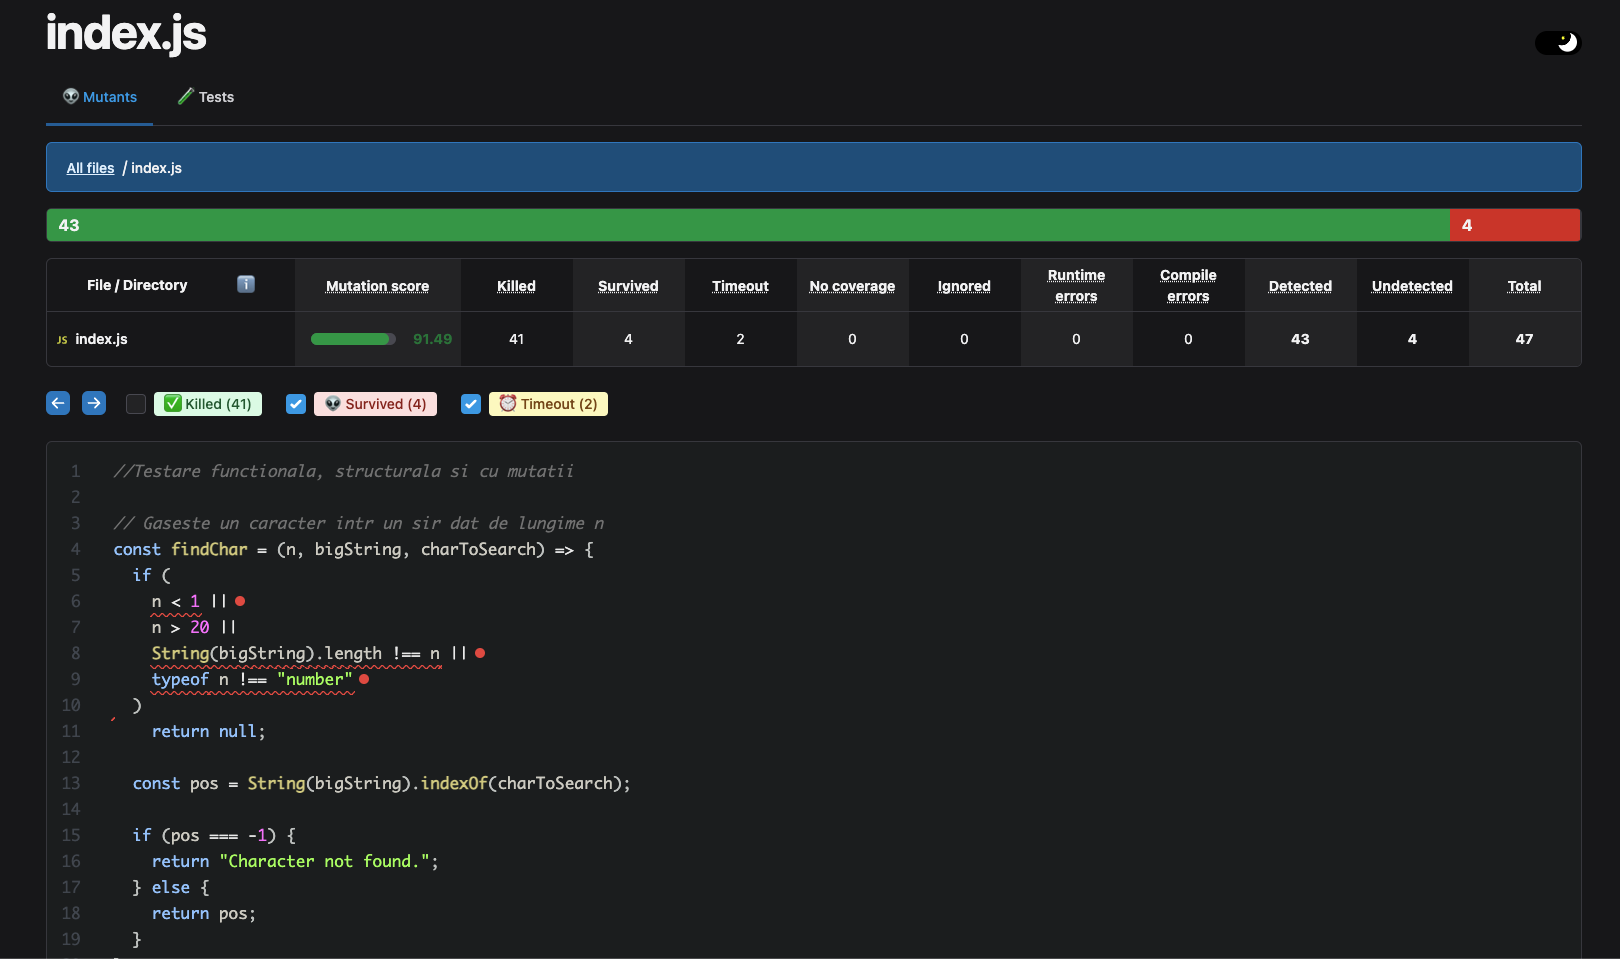 index.js
👽 Mutants
🧪 Tests
All files / index.js
43
4
File / Directory ℹ️ Mutation score Killed Survived Timeout No coverage Ignored Runtime errors Compile errors Detected Undetected Total
JS index.js 91.49 41 4 2 0 0 0 0 43 4 47
✅ Killed (41)
👽 Survived (4)
⏰ Timeout (2)
1 //Testare functionala, structurala si cu mutatii
2
3 // Gaseste un caracter intr un sir dat de lungime n
4 const findChar = (n, bigString, charToSearch) => {
5 if (
6 n < 1 ||
7 n > 20 ||
8 String(bigString).length !== n ||
9 typeof n !== "number"
10 )
11 return null;
12
13 const pos = String(bigString).indexOf(charToSearch);
14
15 if (pos === -1) {
16 return "Character not found.";
17 } else {
18 return pos;
19 }